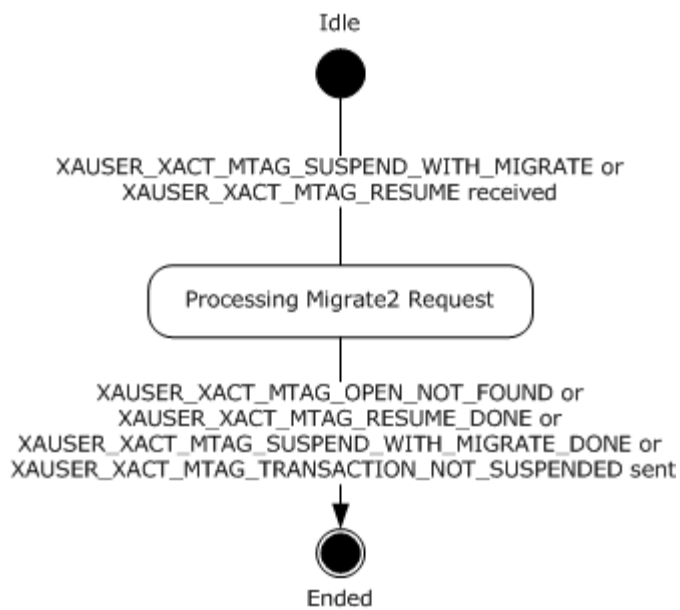 Idle
XAUSER_XACT_MTAG_SUSPEND_WITH_MIGRATE or
XAUSER_XACT_MTAG_RESUME received
Processing Migrate2 Request
XAUSER_XACT_MTAG_OPEN_NOT_FOUND or
XAUSER_XACT_MTAG_RESUME_DONE or
XAUSER_XACT_MTAG_SUSPEND_WITH_MIGRATE_DONE or
XAUSER_XACT_MTAG_TRANSACTION_NOT_SUSPENDED sent
Ended